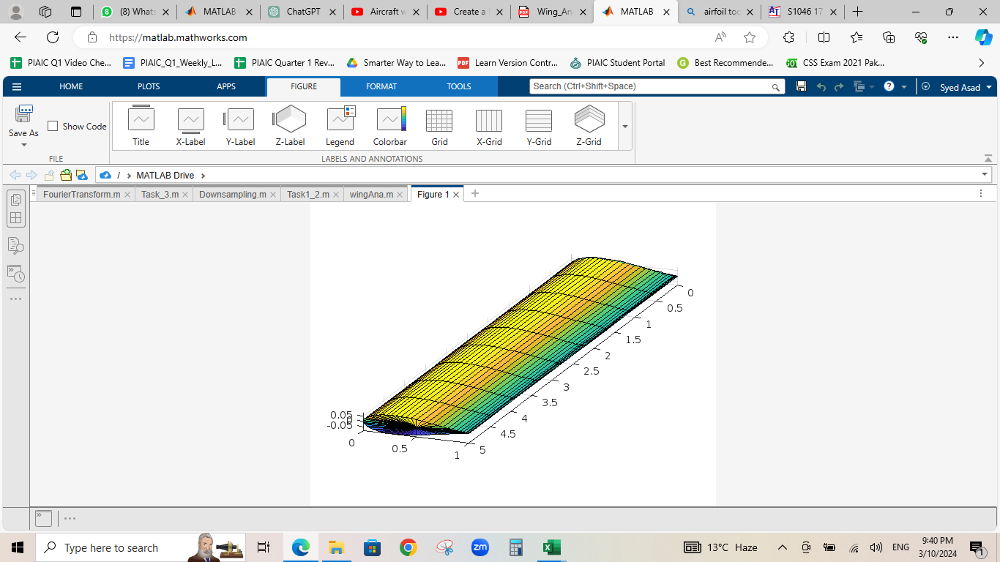 (8) Whats
MATLAB
ChatGPT
Aircraft w
Create a
Wing_An
MATLAB
airfoil too
S1046 17
https://matlab.mathworks.com
PIAIC Q1 Video Che...
PIAIC_Q1_Weekly_L...
PIAIC Quarter 1 Rev...
Smarter Way to Lea...
Learn Version Contr...
PIAIC Student Portal
Best Recommende...
CSS Exam 2021 Pak...
HOME PLOTS APPS FIGURE FORMAT TOOLS
Search (Ctrl+Shift+Space)
Syed Asad
Save As
Show Code
Title X-Label Y-Label Z-Label Legend Colorbar Grid X-Grid Y-Grid Z-Grid
FILE
LABELS AND ANNOTATIONS
/ MATLAB Drive
FourierTransform.m
Task_3.m
Downsampling.m
Task1_2.m
wingAna.m
Figure 1
0
0.5
1
1.5
2
2.5
3
3.5
4
4.5
5
0.05
0
-0.05
0
0.5
1
Type here to search
zm
13°C Haze
ENG
9:40 PM
3/10/2024
1